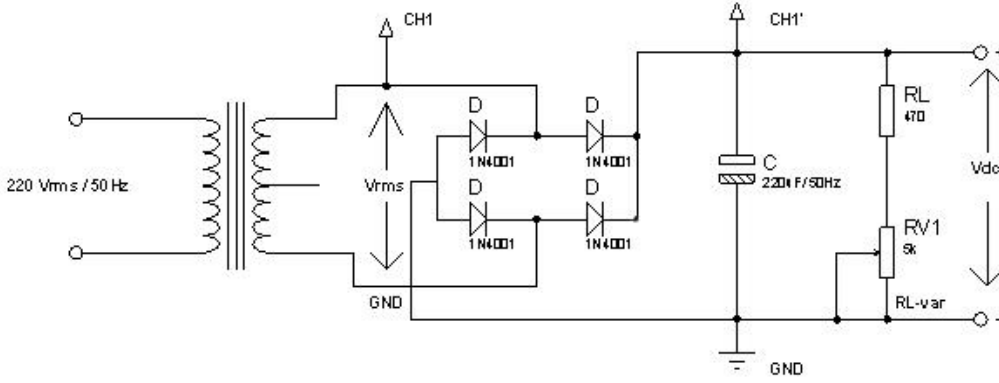 CH1
CH1'
D
D
1N4001
1N4001
RL
470
220 Vrms / 50 Hz
Vrms
D
D
1N4001
1N4001
C
Vdc
RV1
5k
GND
RL-var
GND